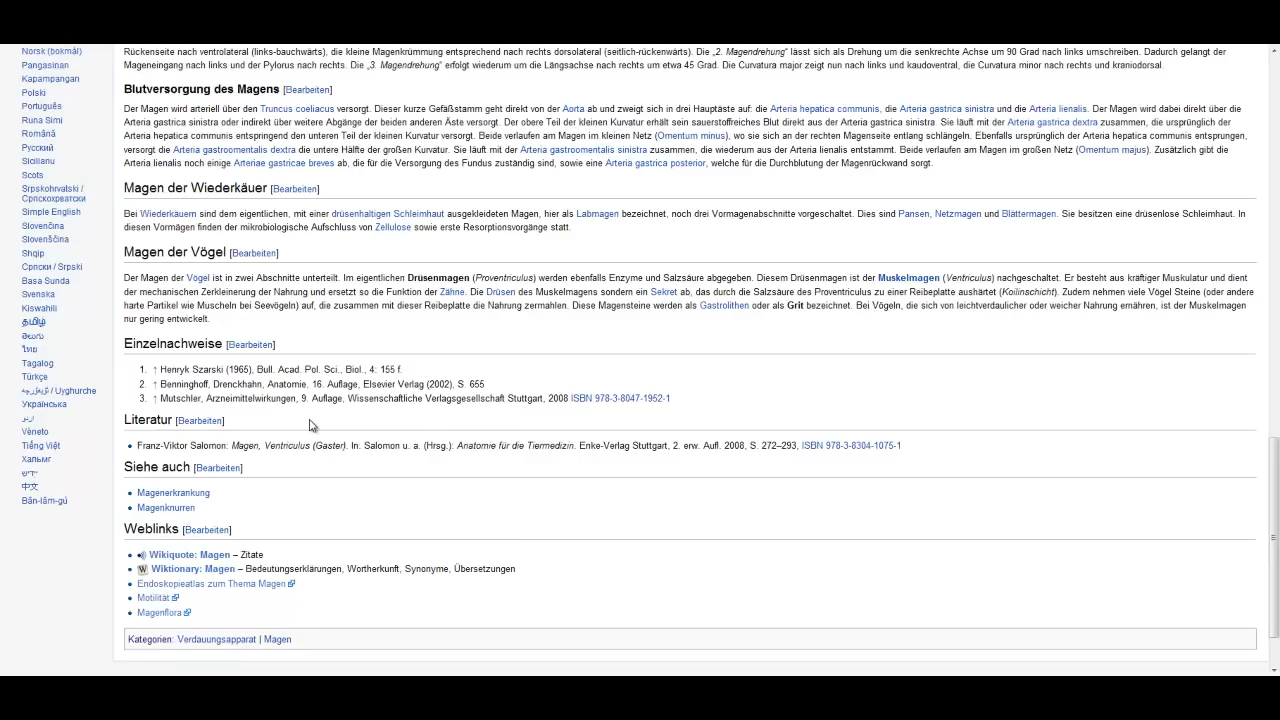 Norsk (bokmål)
Pangasinan
Kapampangan
Polski
Português
Runa Simi
Română
Русский
Sicilianu
Scots
Srpskohrvatski /
Српскохрватски
Simple English
Slovenčina
Slovenščina
Shqip
Српски / Srpski
Basa Sunda
Svenska
Kiswahili
தமிழ்
తెలుగు
ไทย
Tagalog
Türkçe
ئۇيغۇرچە / Uyghurche
Українська
اردو
Vèneto
Tiếng Việt
Хальмг
ייִדיש
中文
Bân-lâm-gú
Rückenseite nach ventrolateral (links-bauchwärts), die kleine Magenkrümmung entsprechend nach rechts dorsolateral (seitlich-rückenwärts). Die „2. Magendrehung“ lässt sich als Drehung um die senkrechte Achse um 90 Grad nach links umschreiben. Dadurch gelangt der
Mageneingang nach links und der Pylorus nach rechts. Die „3. Magendrehung“ erfolgt wiederum um die Längsachse nach rechts um etwa 45 Grad. Die Curvatura major zeigt nun nach links und kaudoventral, die Curvatura minor nach rechts und kraniodorsal.
Blutversorgung des Magens [Bearbeiten]
Der Magen wird arteriell über den Truncus coeliacus versorgt. Dieser kurze Gefäßstamm geht direkt von der Aorta ab und zweigt sich in drei Hauptäste auf: die Arteria hepatica communis, die Arteria gastrica sinistra und die Arteria lienalis. Der Magen wird dabei direkt über die
Arteria gastrica sinistra oder indirekt über weitere Abgänge der beiden anderen Äste versorgt. Der obere Teil der kleinen Kurvatur erhält sein sauerstoffreiches Blut direkt aus der Arteria gastrica sinistra. Sie läuft mit der Arteria gastrica dextra zusammen, die ursprünglich der
Arteria hepatica communis entspringend den unteren Teil der kleinen Kurvatur versorgt. Beide verlaufen am Magen im kleinen Netz (Omentum minus), wo sie sich an der rechten Magenseite entlang schlängeln. Ebenfalls ursprünglich der Arteria hepatica communis entsprungen,
versorgt die Arteria gastroomentalis dextra die untere Hälfte der großen Kurvatur. Sie läuft mit der Arteria gastroomentalis sinistra zusammen, die wiederum aus der Arteria lienalis entstammt. Beide verlaufen am Magen im großen Netz (Omentum majus). Zusätzlich gibt die
Arteria lienalis noch einige Arteriae gastricae breves ab, die für die Versorgung des Fundus zuständig sind, sowie eine Arteria gastrica posterior, welche für die Durchblutung der Magenrückwand sorgt.
Magen der Wiederkäuer [Bearbeiten]
Bei Wiederkäuern sind dem eigentlichen, mit einer drüsenhaltigen Schleimhaut ausgekleideten Magen, hier als Labmagen bezeichnet, noch drei Vormagenabschnitte vorgeschaltet. Dies sind Pansen, Netzmagen und Blättermagen. Sie besitzen eine drüsenlose Schleimhaut. In
diesen Vormägen finden der mikrobiologische Aufschluss von Zellulose sowie erste Resorptionsvorgänge statt.
Magen der Vögel [Bearbeiten]
Der Magen der Vögel ist in zwei Abschnitte unterteilt. Im eigentlichen Drüsenmagen (Proventriculus) werden ebenfalls Enzyme und Salzsäure abgegeben. Diesem Drüsenmagen ist der Muskelmagen (Ventriculus) nachgeschaltet. Er besteht aus kräftiger Muskulatur und dient
der mechanischen Zerkleinerung der Nahrung und ersetzt so die Funktion der Zähne. Die Drüsen des Muskelmagens sondern ein Sekret ab, das durch die Salzsäure des Proventriculus zu einer Reibeplatte aushärtet (Koilinschicht). Zudem nehmen viele Vögel Steine (oder andere
harte Partikel wie Muscheln bei Seevögeln) auf, die zusammen mit dieser Reibeplatte die Nahrung zermahlen. Diese Magensteine werden als Gastrolithen oder als Grit bezeichnet. Bei Vögeln, die sich von leichtverdaulicher oder weicher Nahrung ernähren, ist der Muskelmagen
nur gering entwickelt.
Einzelnachweise [Bearbeiten]
1. ↑ Henryk Szarski (1965), Bull. Acad. Pol. Sci., Biol., 4: 155 f.
2. ↑ Benninghoff, Drenckhahn, Anatomie. 16. Auflage, Elsevier Verlag (2002), S. 655
3. ↑ Mutschler, Arzneimittelwirkungen, 9. Auflage, Wissenschaftliche Verlagsgesellschaft Stuttgart, 2008 ISBN 978-3-8047-1952-1
Literatur [Bearbeiten]
Franz-Viktor Salomon: Magen, Ventriculus (Gaster). In: Salomon u. a. (Hrsg.): Anatomie für die Tiermedizin. Enke-Verlag Stuttgart, 2. erw. Aufl. 2008, S. 272–293, ISBN 978-3-8304-1075-1
Siehe auch [Bearbeiten]
Magenerkrankung
Magenknurren
Weblinks [Bearbeiten]
Wikiquote: Magen – Zitate
W Wiktionary: Magen – Bedeutungserklärungen, Wortherkunft, Synonyme, Übersetzungen
Endoskopieatlas zum Thema Magen
Motilität
Magenflora
Kategorien: Verdauungsapparat | Magen